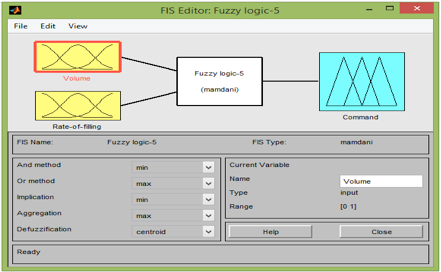 FIS Editor: Fuzzy logic-5
File Edit View
Volume
Rate-of-filling
Fuzzy logic-5
(mamdani)
Command
FIS Name: Fuzzy logic-5 FIS Type: mamdani
And method min
Or method max
Implication min
Aggregation max
Defuzzification centroid
Current Variable
Name Volume
Type input
Range [0 1]
Help Close
Ready